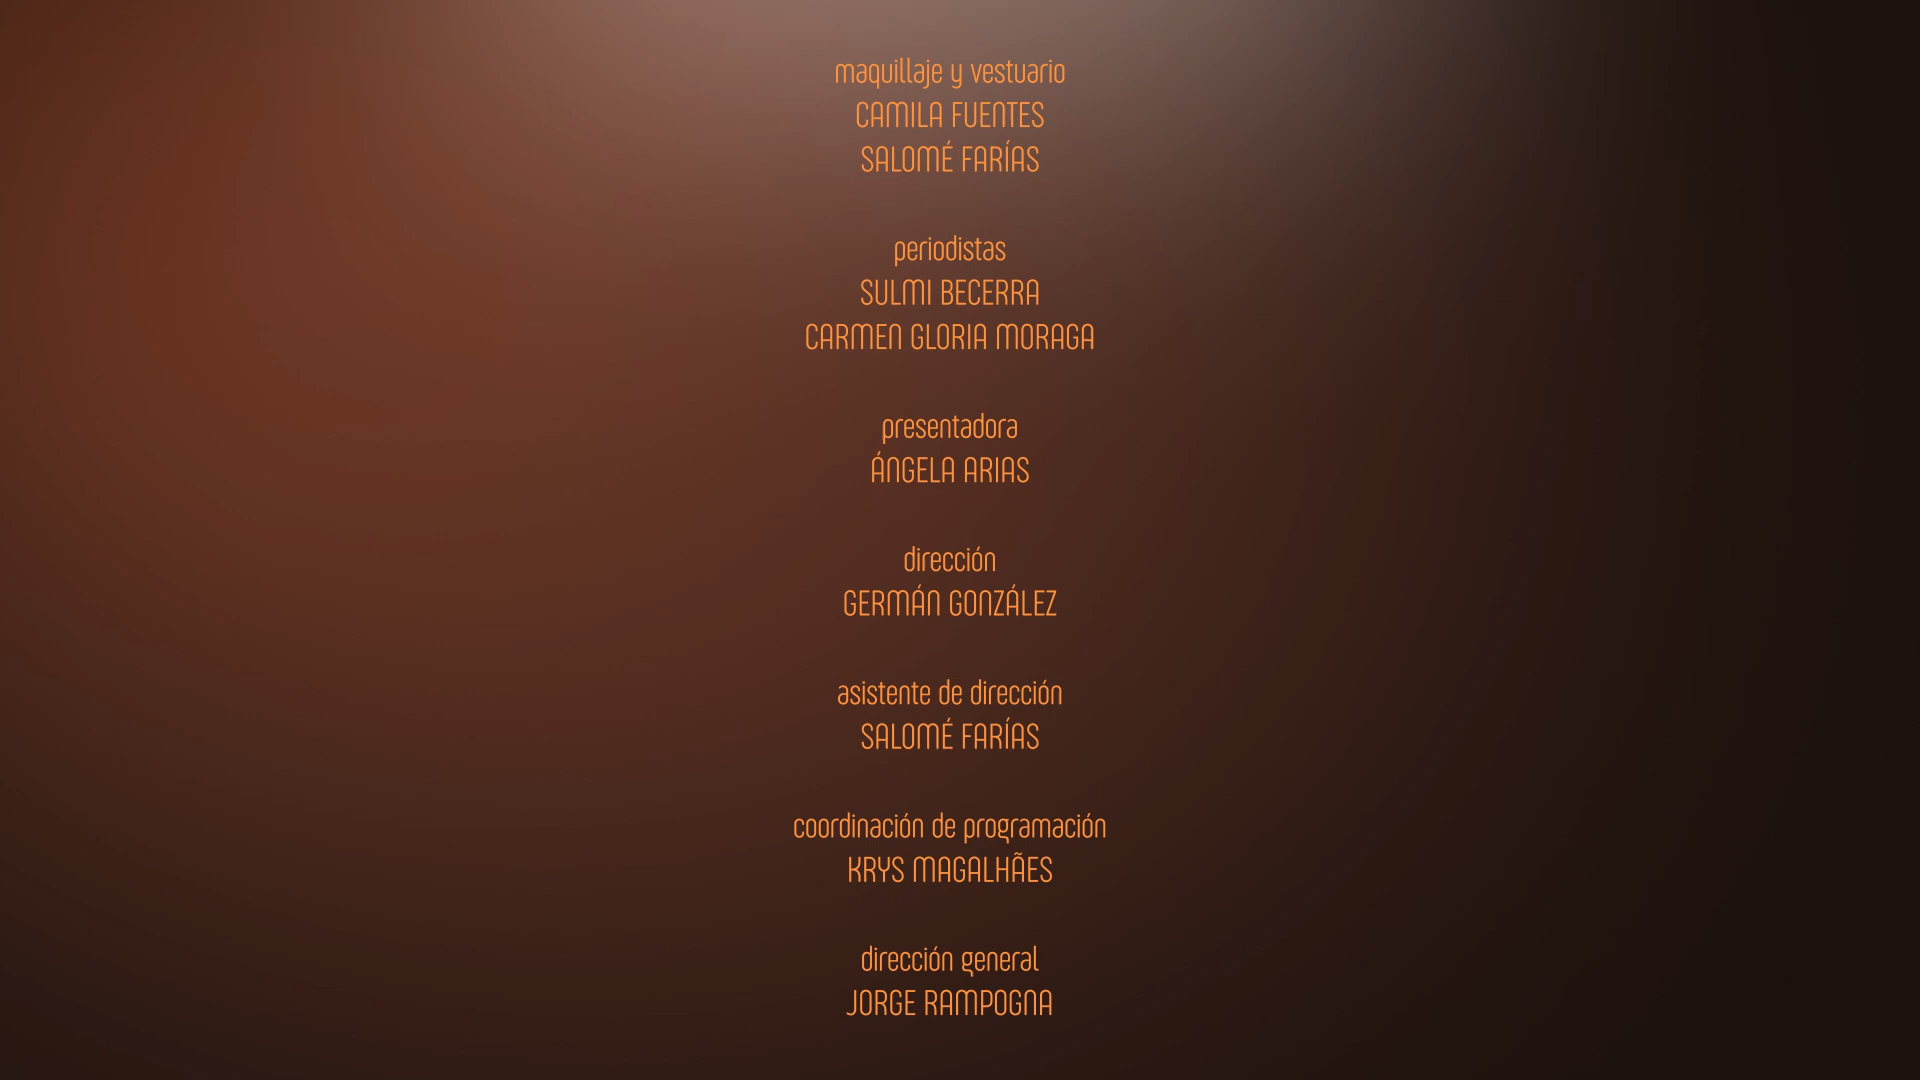 maquillaje y vestuario
CAMILA FUENTES
SALOMÉ FARÍAS
periodistas
SULMI BECERRA
CARMEN GLORIA MORAGA
presentadora
ÁNGELA ARIAS
dirección
GERMÁN GONZÁLEZ
asistente de dirección
SALOMÉ FARÍAS
coordinación de programación
KRYS MAGALHÃES
dirección general
JORGE RAMPOGNA